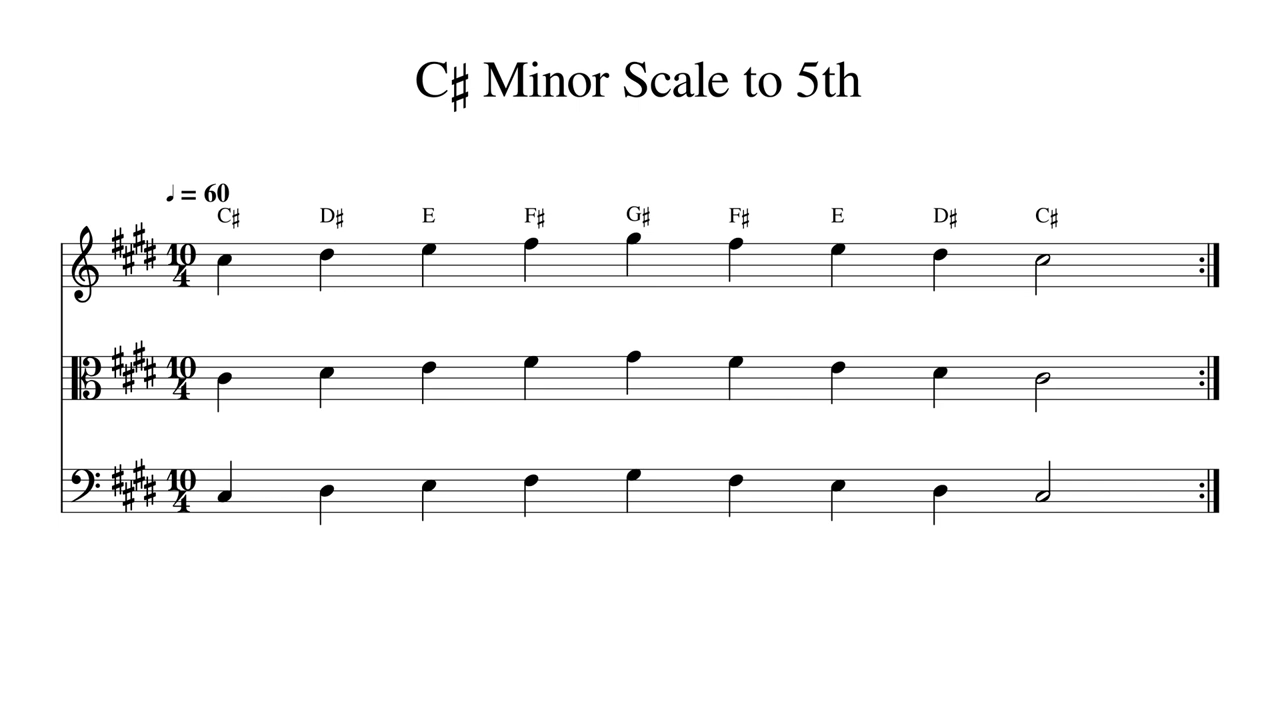 C♯ Minor Scale to 5th
♩ = 60
C♯ D♯ E F♯ G♯ F♯ E D♯ C♯
10
4
10
4
10
4